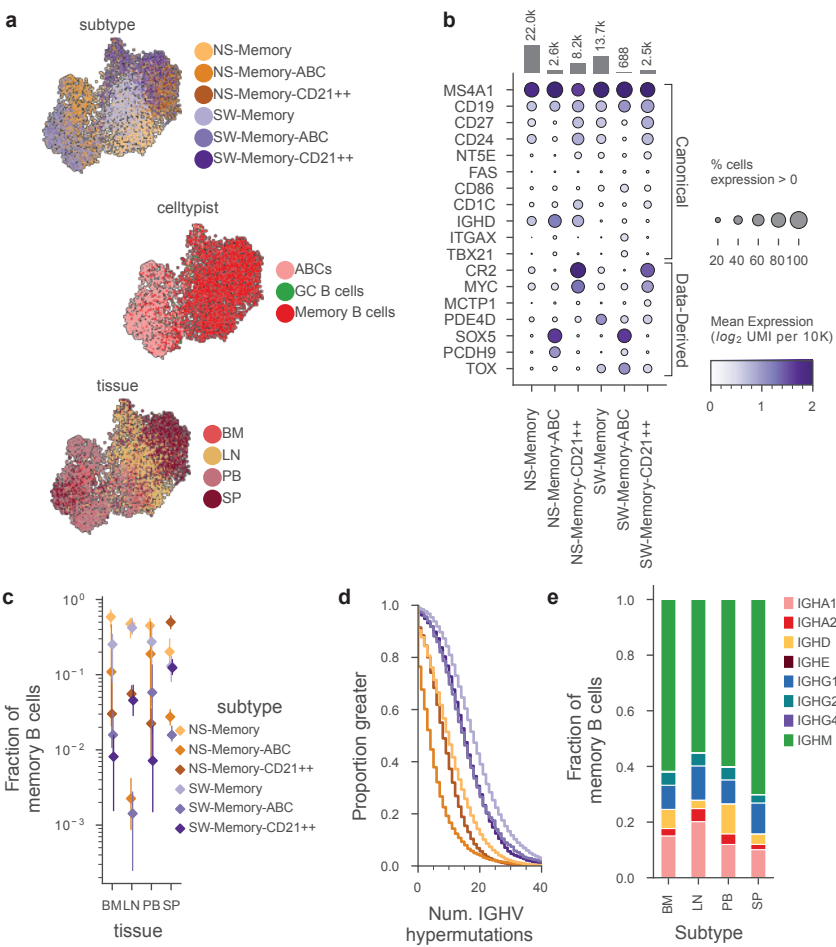 a
subtype
NS-Memory
NS-Memory-ABC
NS-Memory-CD21++
SW-Memory
SW-Memory-ABC
SW-Memory-CD21++
celltypist
ABCs
GC B cells
Memory B cells
tissue
BM
LN
PB
SP
b
22.0k
2.6k
8.2k
13.7k
688
2.5k
MS4A1
CD19
CD27
CD24
NT5E
FAS
CD86
CD1C
IGHD
ITGAX
TBX21
CR2
MYC
MCTP1
PDE4D
SOX5
PCDH9
TOX
Canonical
Data-Derived
NS-Memory
NS-Memory-ABC
NS-Memory-CD21++
SW-Memory
SW-Memory-ABC
SW-Memory-CD21++
% cells
expression > 0
20 40 60 80 100
Mean Expression
(log₂ UMI per 10K)
0 1 2
c
Fraction of
memory B cells
10⁰
10⁻¹
10⁻²
10⁻³
BM LN PB SP
tissue
subtype
NS-Memory
NS-Memory-ABC
NS-Memory-CD21++
SW-Memory
SW-Memory-ABC
SW-Memory-CD21++
d
Proportion greater
1.0
0.8
0.6
0.4
0.2
0.0
0 20 40
Num. IGHV
hypermutations
e
Fraction of
memory B cells
1.0
0.8
0.6
0.4
0.2
0.0
BM
LN
PB
SP
Subtype
IGHA1
IGHA2
IGHD
IGHE
IGHG1
IGHG2
IGHG4
IGHM